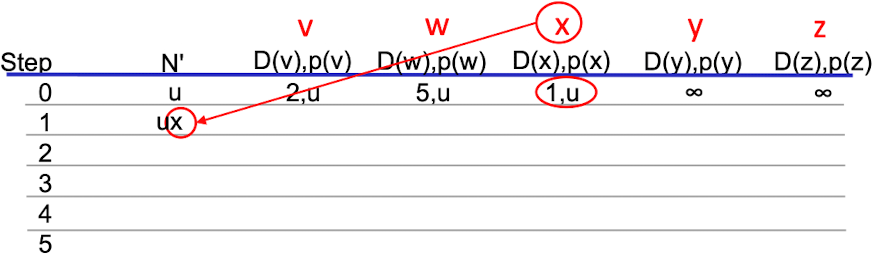 v w x y z
Step N' D(v),p(v) D(w),p(w) D(x),p(x) D(y),p(y) D(z),p(z)
0 u 2,u 5,u 1,u ∞ ∞
1 ux
2
3
4
5